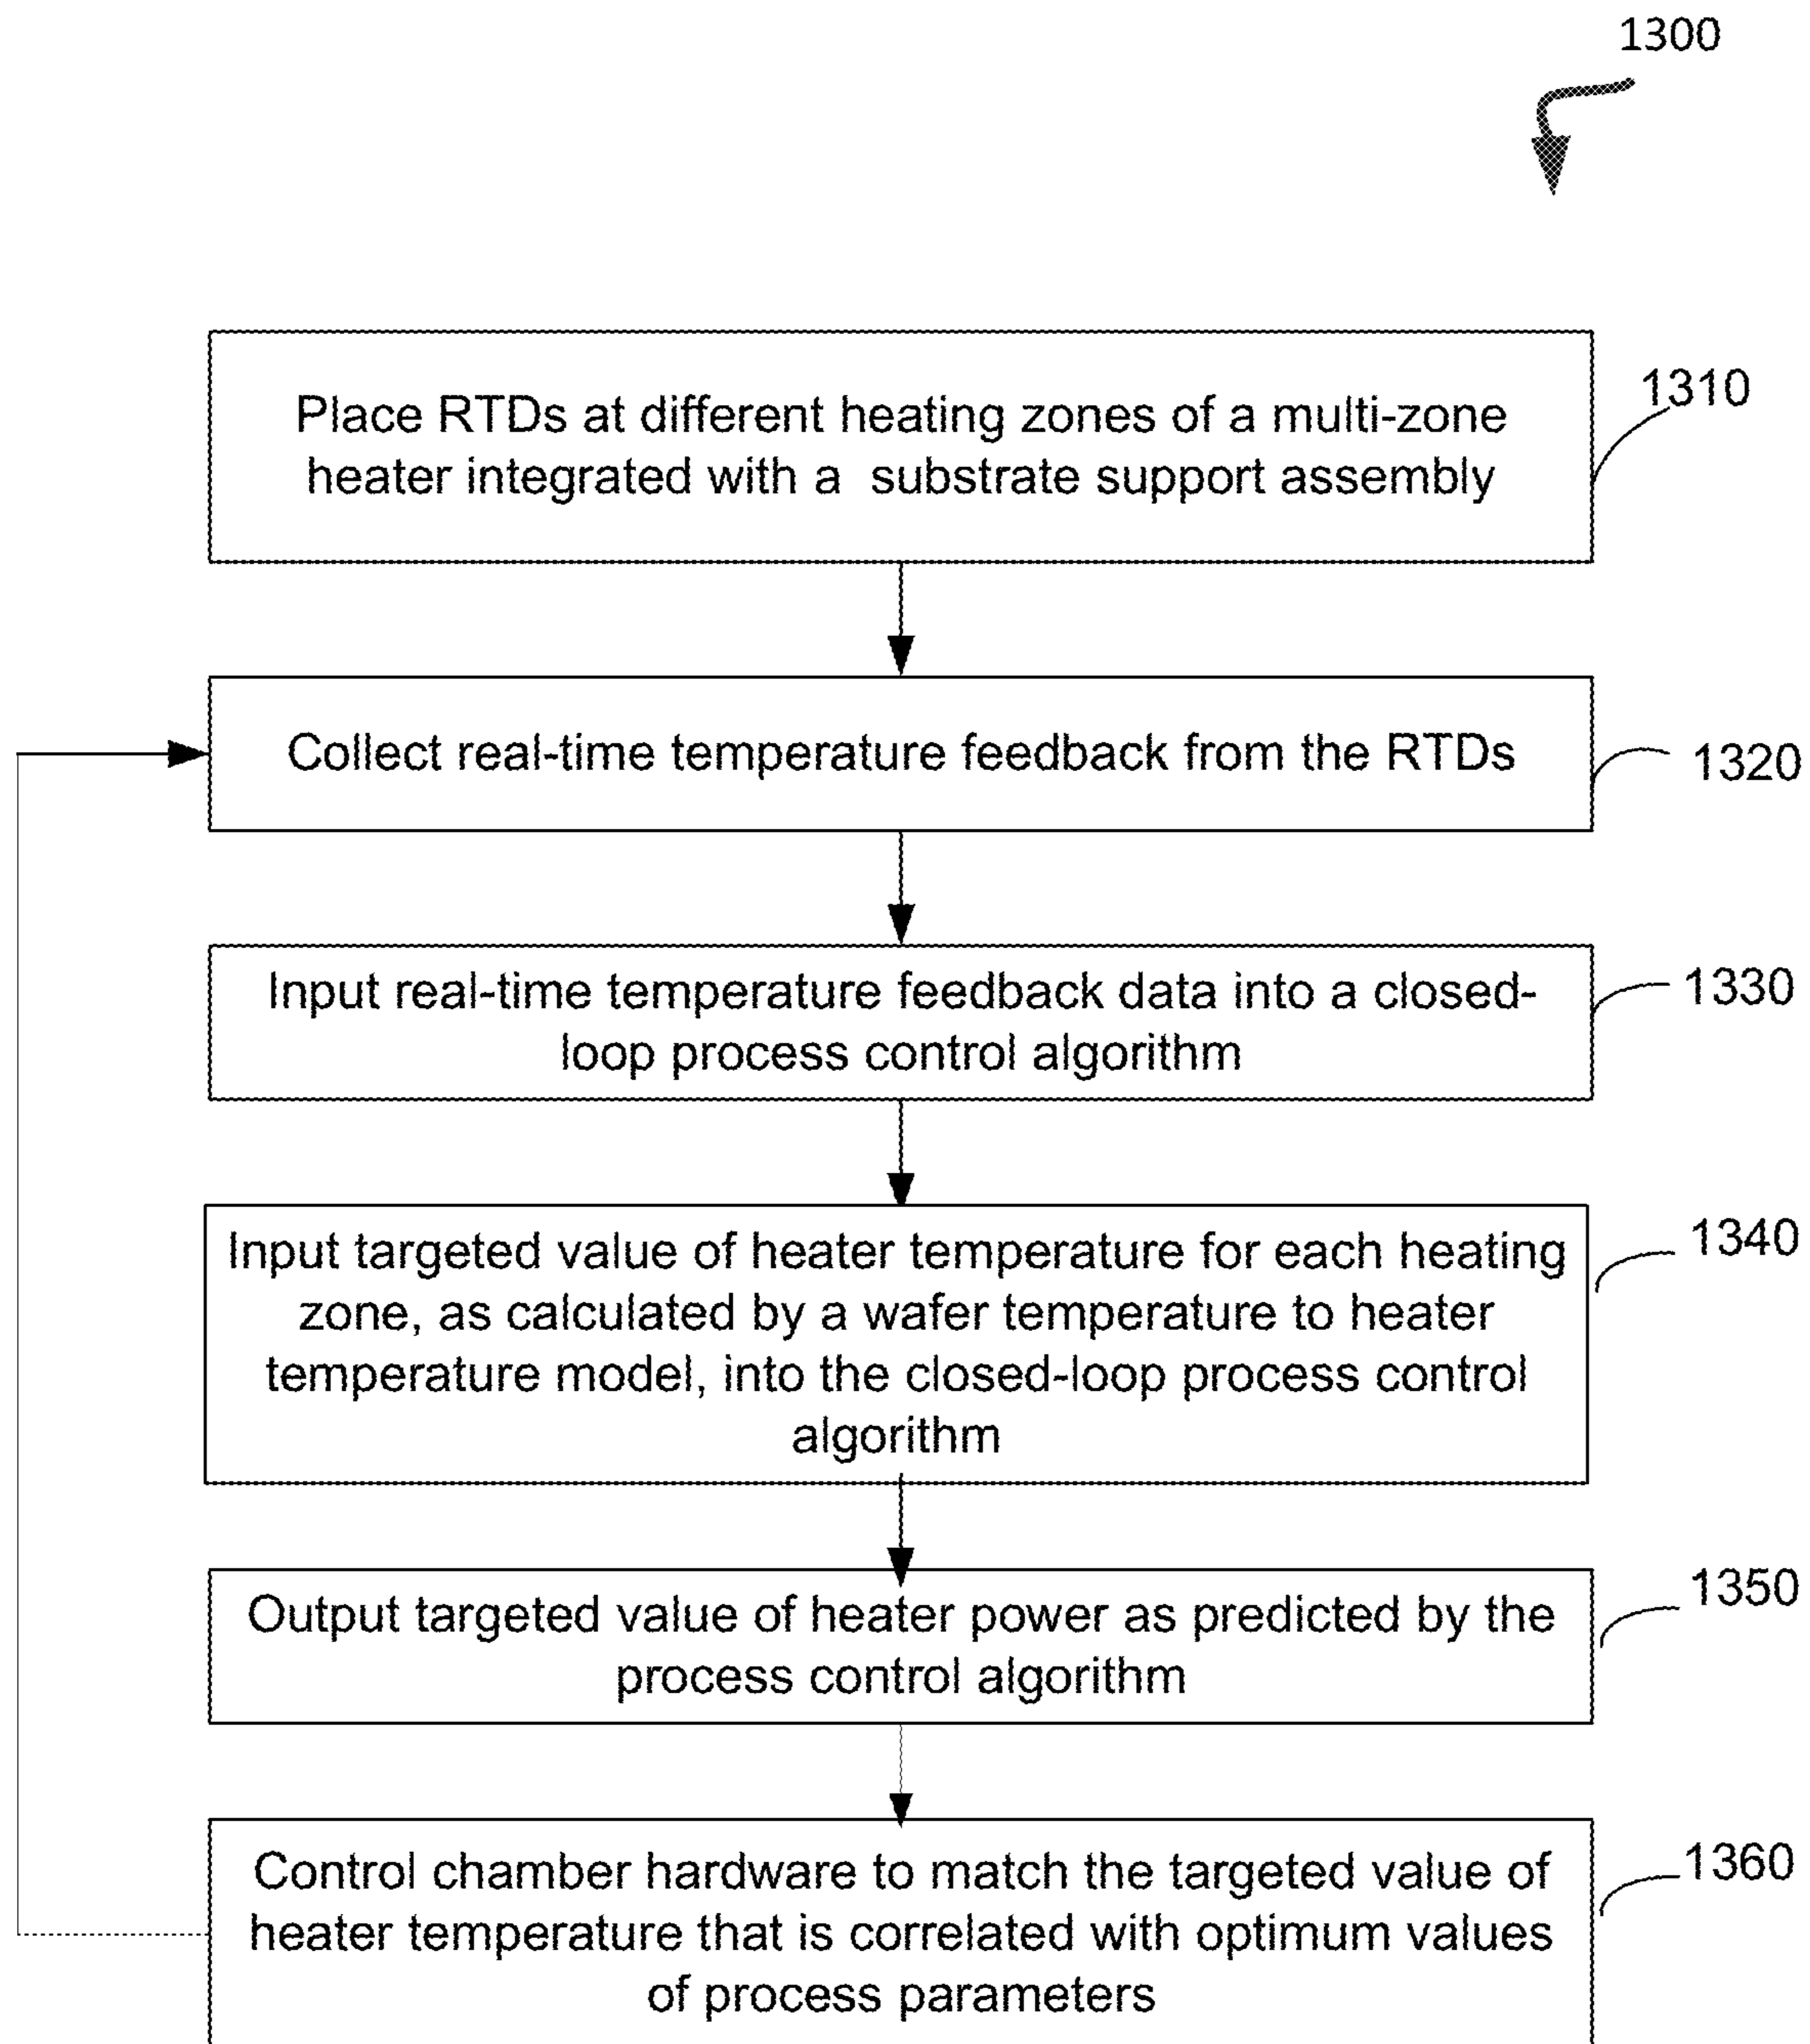 1300
Place RTDs at different heating zones of a multi-zone
heater integrated with a substrate support assembly
1310
Collect real-time temperature feedback from the RTDs
1320
Input real-time temperature feedback data into a closed-
loop process control algorithm
1330
Input targeted value of heater temperature for each heating
zone, as calculated by a wafer temperature to heater
temperature model, into the closed-loop process control
algorithm
1340
Output targeted value of heater power as predicted by the
process control algorithm
1350
Control chamber hardware to match the targeted value of
heater temperature that is correlated with optimum values
of process parameters
1360